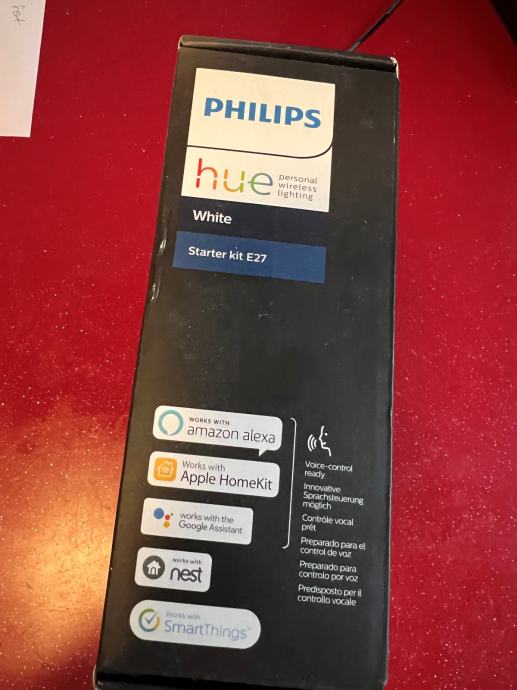 PHILIPS
hue personal
wireless
lighting
White
Starter kit E27
WORKS WITH
amazon alexa
Works with
Apple HomeKit
works with the
Google Assistant
works with
nest
Works with
SmartThings™
Voice-control
ready
Innovative
Sprachsteuerung
möglich
Contrôle vocal
prêt
Preparado para el
control de voz
Preparado para
controlo por voz
Predisposto per il
controllo vocale